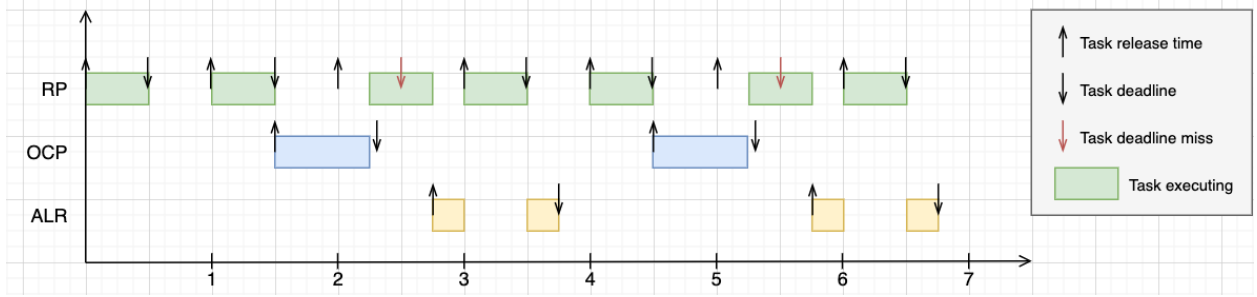 Task release time
RP
Task deadline
Task deadline miss
OCP
Task executing
ALR
1 2 3 4 5 6 7